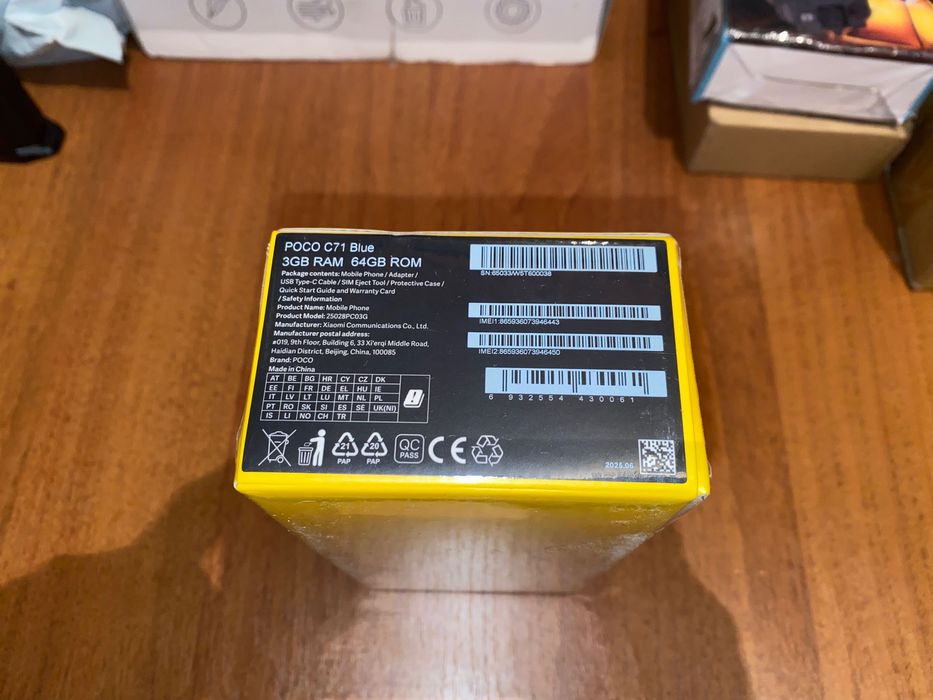 POCO C71 Blue
3GB RAM 64GB ROM
Package contents: Mobile Phone / Adapter /
USB Type-C Cable / SIM Eject Tool / Protective Case /
Quick Start Guide and Warranty Card
/ Safety Information
Product Name: Mobile Phone
Product Model: 25028PC03G
Manufacturer: Xiaomi Communications Co., Ltd.
Manufacturer postal address:
#019, 9th Floor, Building 6, 33 Xi'erqi Middle Road,
Haidian District, Beijing, China, 100085
Brand: POCO
Made in China
AT BE BG HR CY CZ DK
EE FI FR DE EL HU IE
IT LV LT LU MT NL PL
PT RO SK SI ES SE UK(NI)
IS LI NO CH TR
21
PAP
20
PAP
QC
PASS
CE
SN:65033/W5T600036
IMEI1:865936073946443
IMEI2:865936073946450
6 932554 430061
2025.06